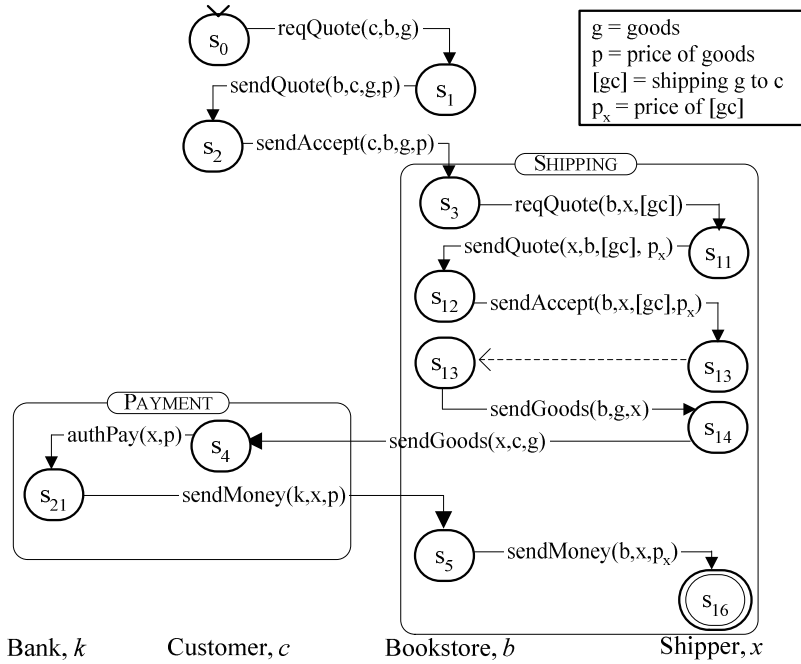 s0
reqQuote(c,b,g)
g = goods
p = price of goods
[gc] = shipping g to c
px = price of [gc]
sendQuote(b,c,g,p)
s1
s2
sendAccept(c,b,g,p)
SHIPPING
s3
reqQuote(b,x,[gc])
sendQuote(x,b,[gc], px)
s11
s12
sendAccept(b,x,[gc],px)
s13
s13
PAYMENT
sendGoods(b,g,x)
s14
authPay(x,p)
s4
sendGoods(x,c,g)
s21
sendMoney(k,x,p)
s5
sendMoney(b,x,px)
s16
Bank, k
Customer, c
Bookstore, b
Shipper, x